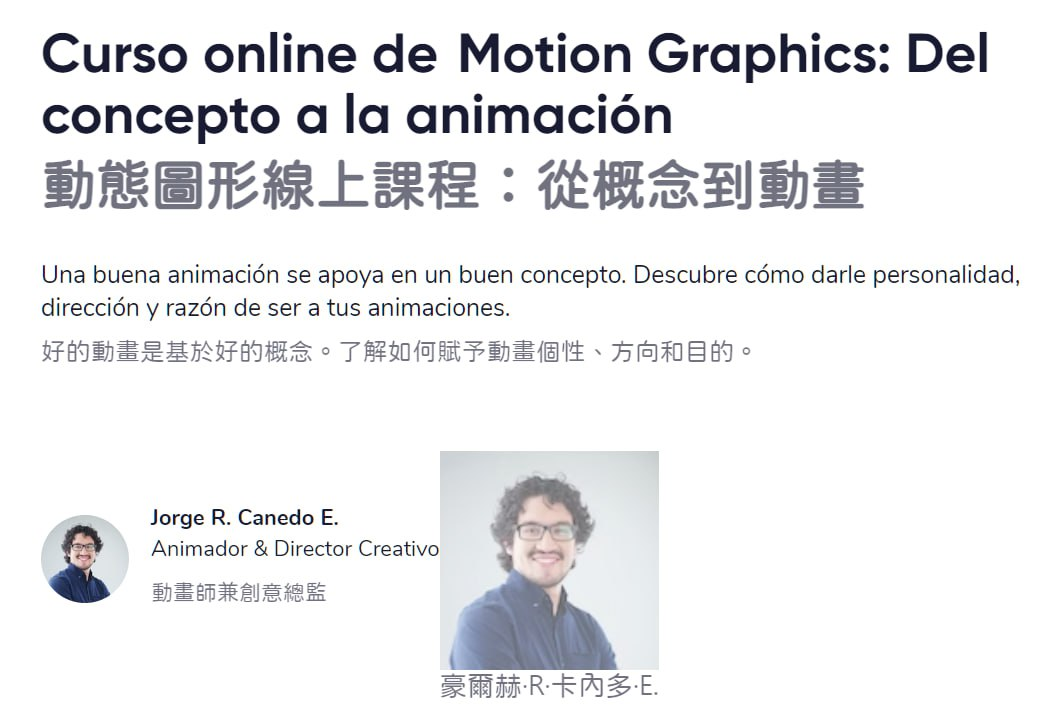 Curso online de Motion Graphics: Del
concepto a la animación
動態圖形線上課程：從概念到動畫
Una buena animación se apoya en un buen concepto. Descubre cómo darle personalidad,
dirección y razón de ser a tus animaciones.
好的動畫是基於好的概念。了解如何賦予動畫個性、方向和目的。
Jorge R. Canedo E.
Animador & Director Creativo
動畫師兼創意總監
豪爾赫·R·卡內多·E.